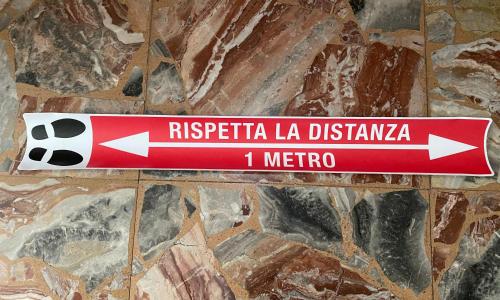 RISPETTA LA DISTANZA
1 METRO